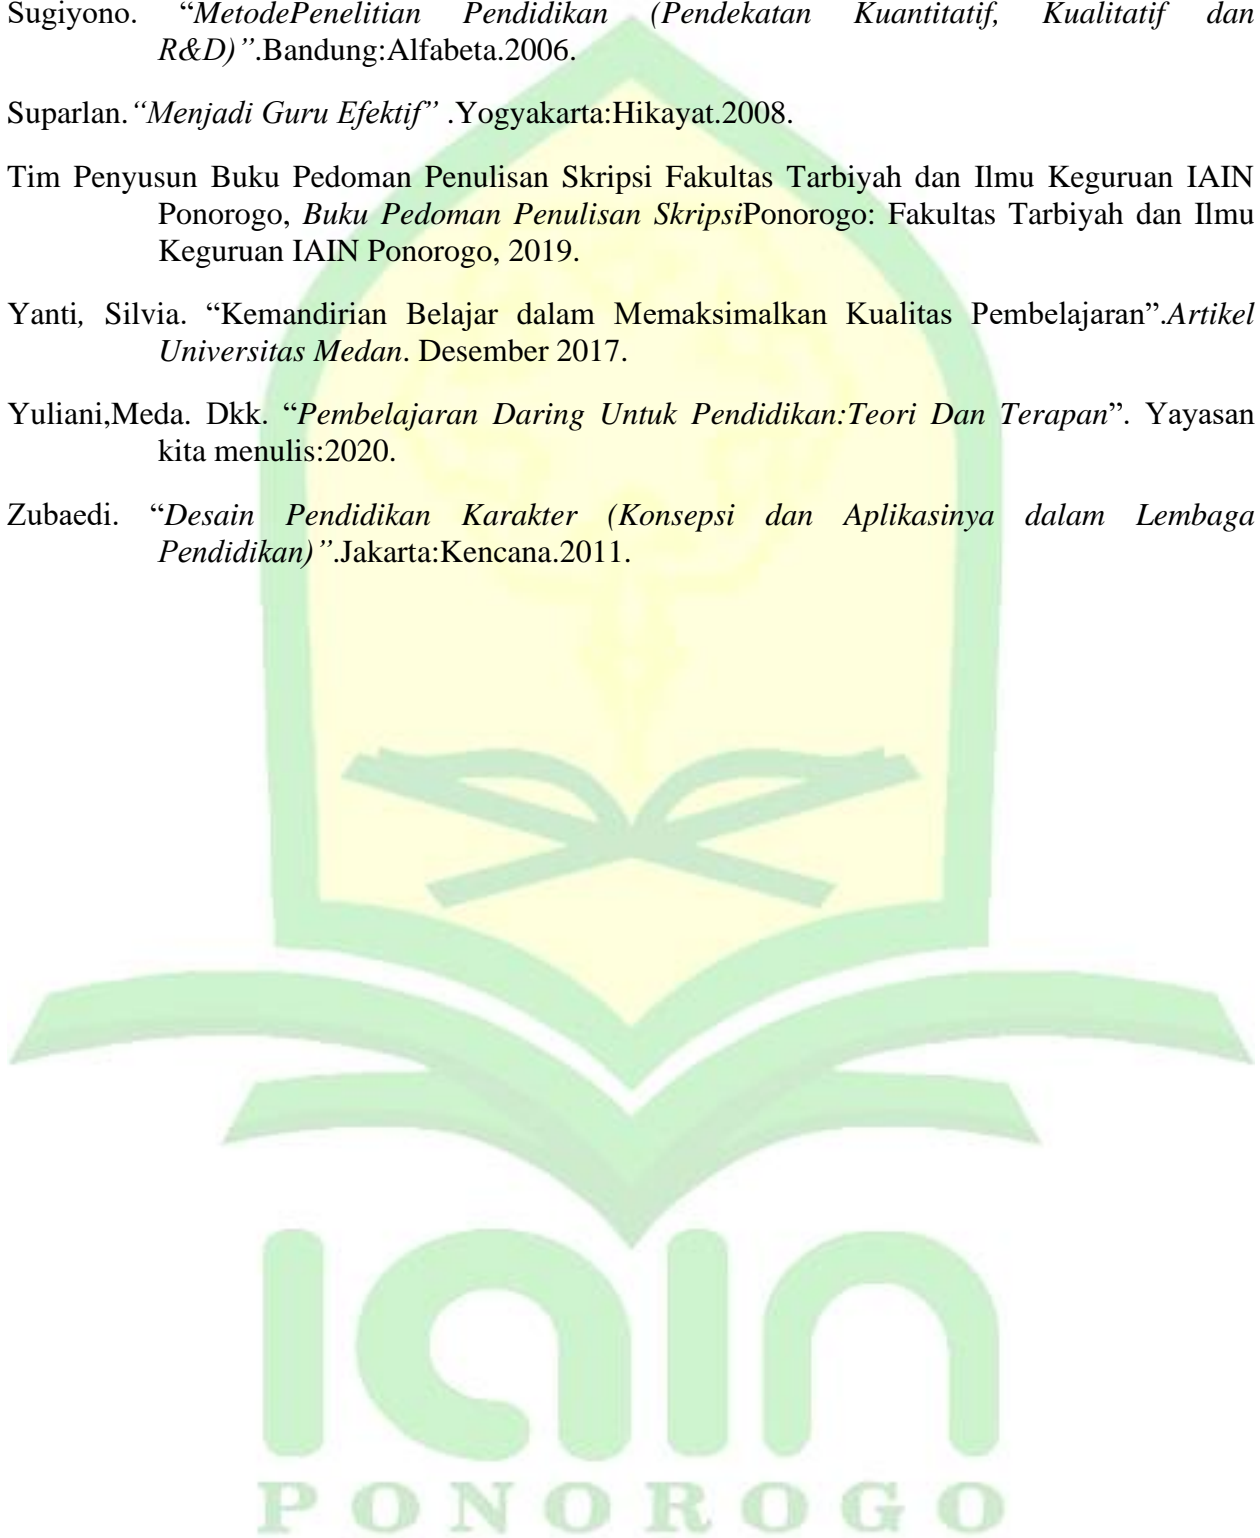 Sugiyono. “MetodePenelitian Pendidikan (Pendekatan Kuantitatif, Kualitatif dan
R&D)”.Bandung:Alfabeta.2006.
Suparlan.“Menjadi Guru Efektif” .Yogyakarta:Hikayat.2008.
Tim Penyusun Buku Pedoman Penulisan Skripsi Fakultas Tarbiyah dan Ilmu Keguruan IAIN
Ponorogo, Buku Pedoman Penulisan SkripsiPonorogo: Fakultas Tarbiyah dan Ilmu
Keguruan IAIN Ponorogo, 2019.
Yanti, Silvia. “Kemandirian Belajar dalam Memaksimalkan Kualitas Pembelajaran”.Artikel
Universitas Medan. Desember 2017.
Yuliani,Meda. Dkk. “Pembelajaran Daring Untuk Pendidikan:Teori Dan Terapan”. Yayasan
kita menulis:2020.
Zubaedi. “Desain Pendidikan Karakter (Konsepsi dan Aplikasinya dalam Lembaga
Pendidikan)”.Jakarta:Kencana.2011.
iain
PONOROGO